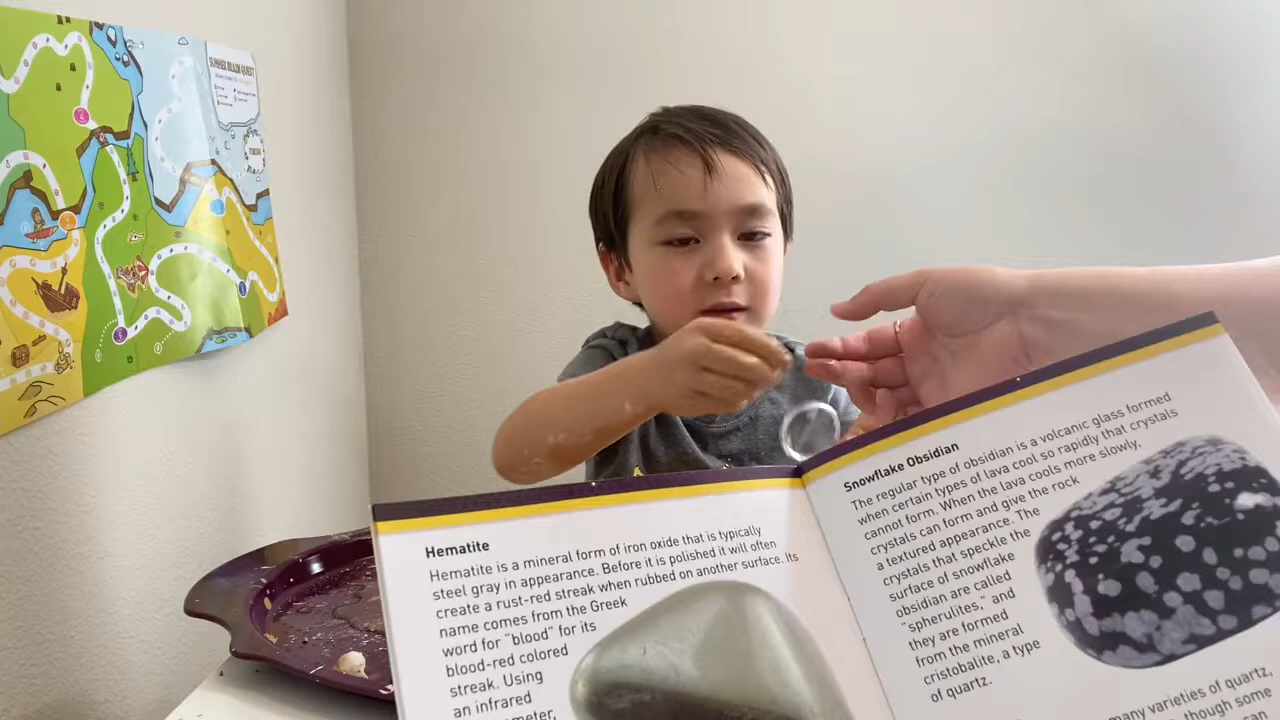 SUMMER BRAIN QUEST
Hematite
Hematite is a mineral form of iron oxide that is typically
steel gray in appearance. Before it is polished it will often
create a rust-red streak when rubbed on another surface. Its
name comes from the Greek
word for "blood" for its
blood-red colored
streak. Using
an infrared
Snowflake Obsidian
The regular type of obsidian is a volcanic glass formed
when certain types of lava cool so rapidly that crystals
cannot form. When the lava cools more slowly,
crystals can form and give the rock
a textured appearance. The
crystals that speckle the
surface of snowflake
obsidian are called
"spherulites," and
they are formed
from the mineral
cristobalite, a type
of quartz.
many varieties of quartz,
though some